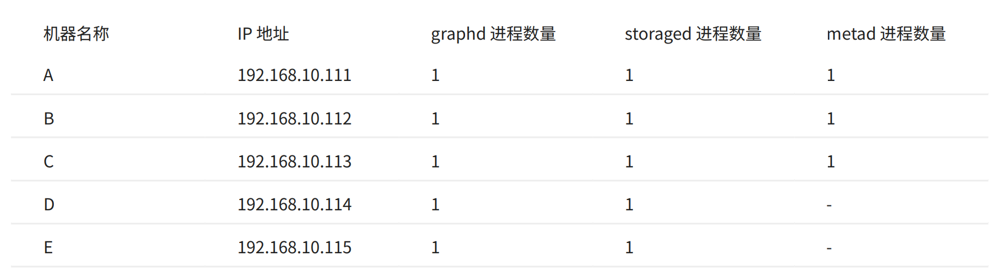 机器名称 IP 地址 graphd 进程数量 storaged 进程数量 metad 进程数量
A 192.168.10.111 1 1 1
B 192.168.10.112 1 1 1
C 192.168.10.113 1 1 1
D 192.168.10.114 1 1 -
E 192.168.10.115 1 1 -